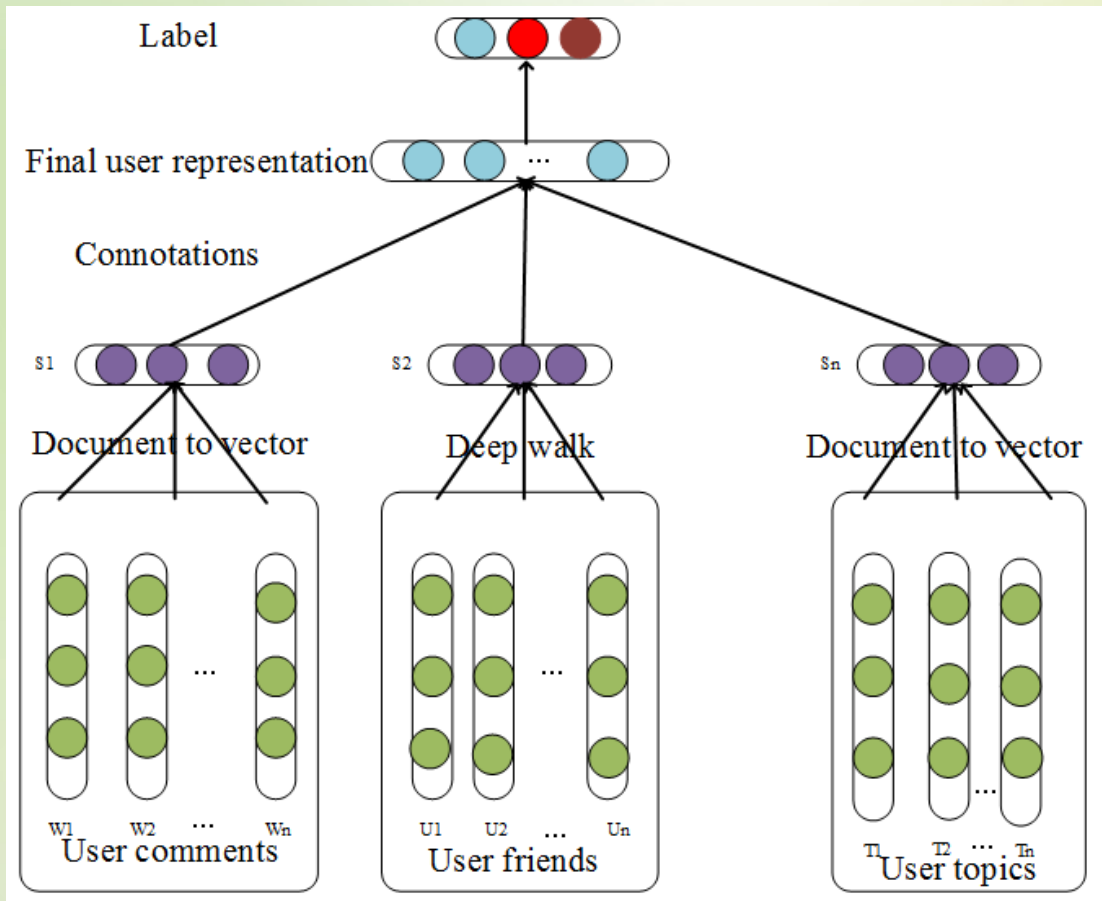 Label
Final user representation
...
Connotations
S1
S2
Sn
Document to vector
Deep walk
Document to vector
...
...
...
W1 W2 ... Wn
User comments
U1 U2 ... Un
User friends
T1 T2 ... Tn
User topics